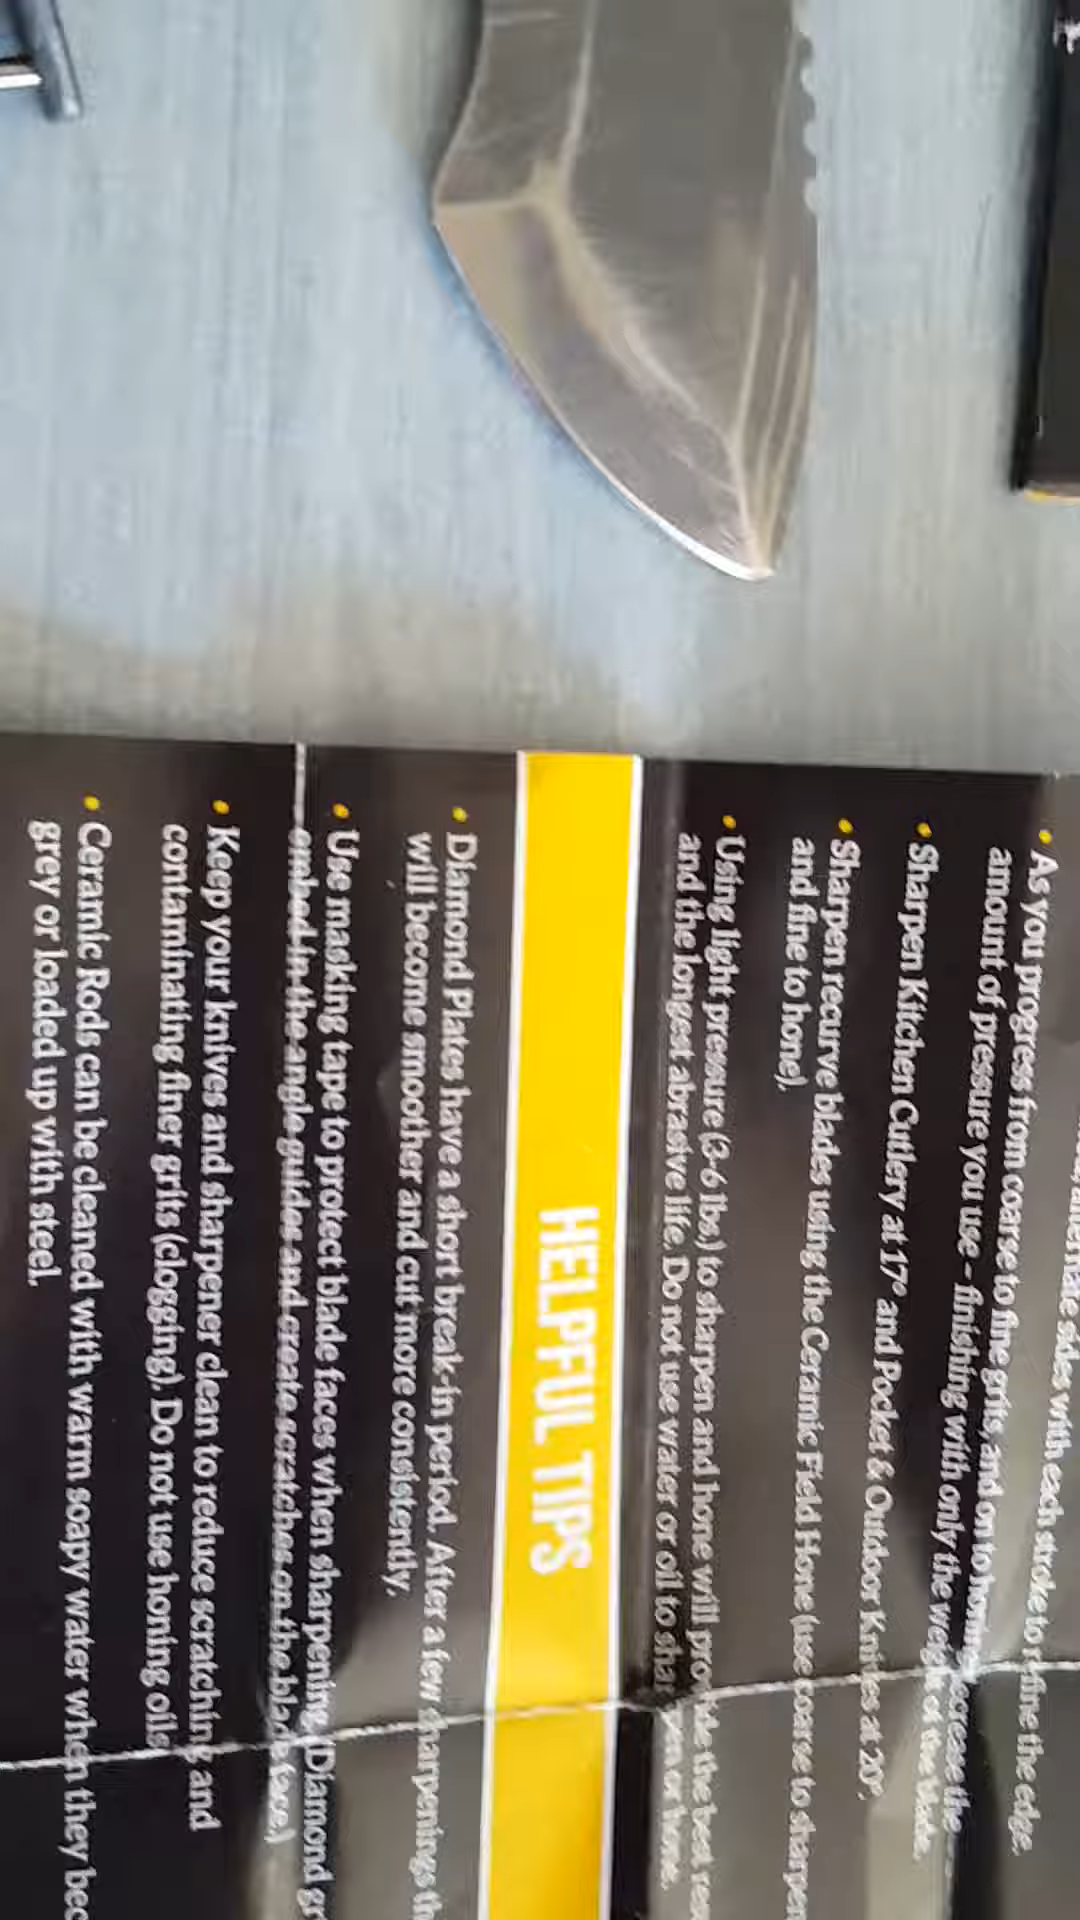 alternate sides with each stroke to refine the edge.
• As you progress from coarse to fine grits, and on to the
amount of pressure you use - finishing with only the weight of the blade.
• Sharpen Kitchen Cutlery at 17° and Pocket & Outdoor Knives at 20°.
• Sharpen recurve blades using the Ceramic Field Hone (use coarse to sharpen
and fine to hone).
• Using light pressure (3-6 lbs.) to sharpen and hone will provide the best
and the longest abrasive life. Do not use water or oil to sharpen or hone.
HELPFUL TIPS
• Diamond Plates have a short break-in period. After a few sharpenings th
will become smoother and cut more consistently.
• Use masking tape to protect blade faces when sharpening (Diamond gr
embed in the angle guides and create scratches on the blade face.)
• Keep your knives and sharpener clean to reduce scratching and
contaminating finer grits (clogging). Do not use honing oils.
• Ceramic Rods can be cleaned with warm soapy water when they bec
grey or loaded up with steel.